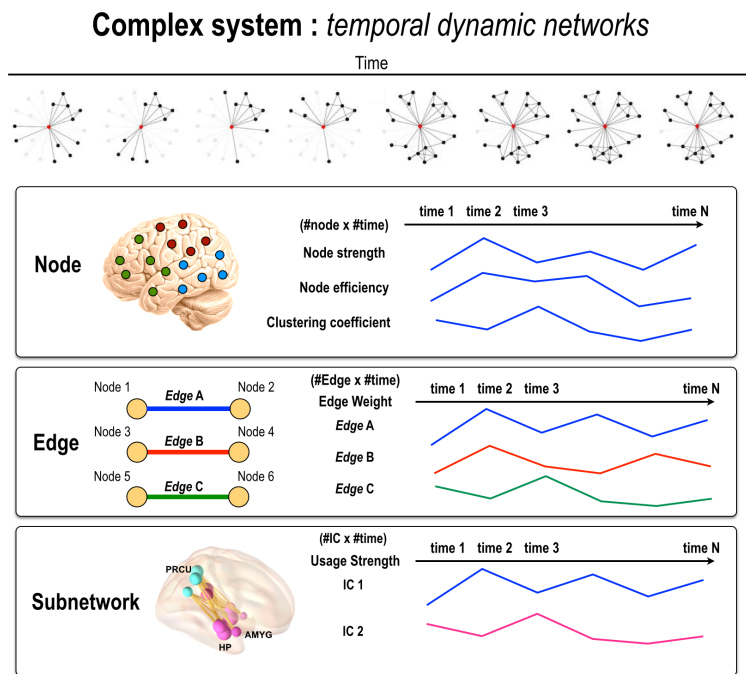 Complex system : temporal dynamic networks
Time
Node
(#node x #time)
time 1 time 2 time 3 time N
Node strength
Node efficiency
Clustering coefficient
Edge
Node 1 Edge A Node 2
Node 3 Edge B Node 4
Node 5 Edge C Node 6
(#Edge x #time)
Edge Weight
time 1 time 2 time 3 time N
Edge A
Edge B
Edge C
Subnetwork
PRCU
AMYG
HP
(#IC x #time)
Usage Strength
time 1 time 2 time 3 time N
IC 1
IC 2